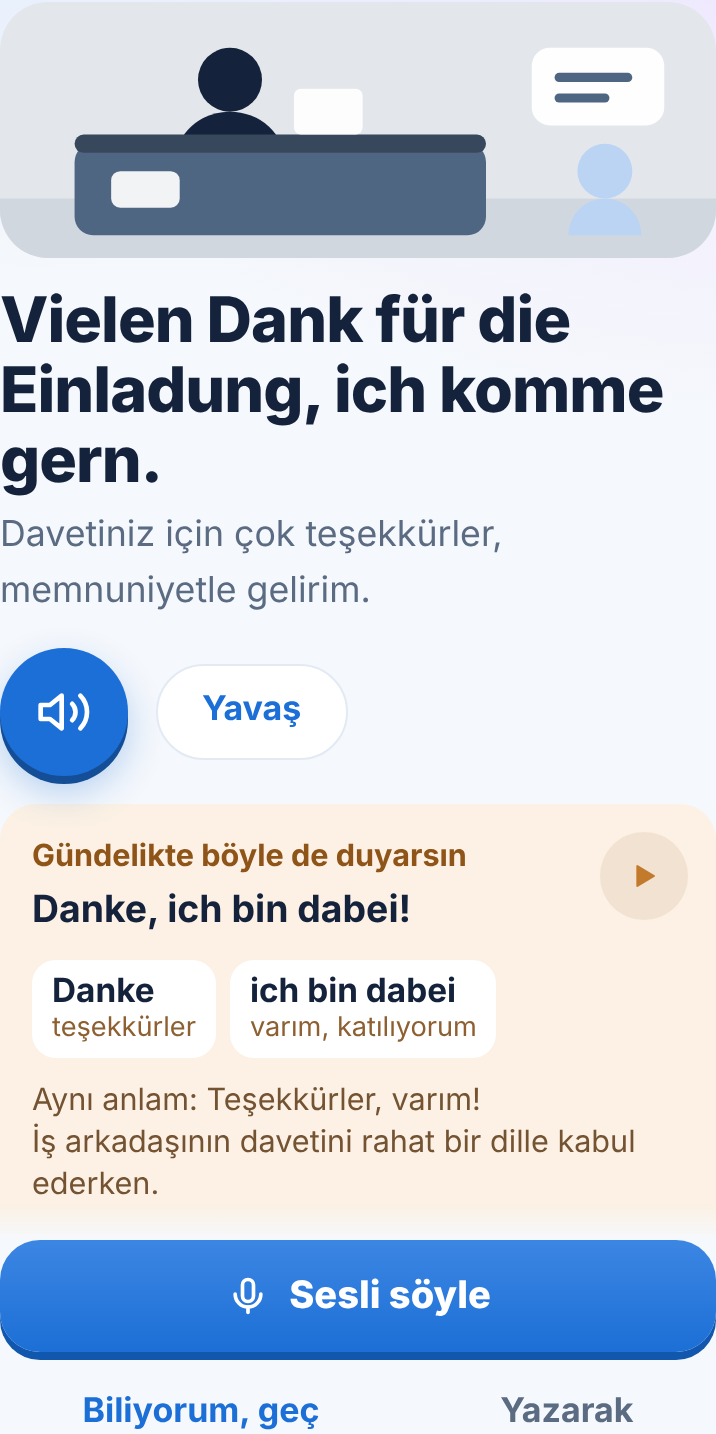 Vielen Dank für die
Einladung, ich komme
gern.
Davetiniz için çok teşekkürler,
memnuniyetle gelirim.
Yavaş
Gündelikte böyle de duyarsın
Danke, ich bin dabei!
Danke
teşekkürler
ich bin dabei
varım, katılıyorum
Aynı anlam: Teşekkürler, varım!
İş arkadaşının davetini rahat bir dille kabul
ederken.
Sesli söyle
Biliyorum, geç
Yazarak